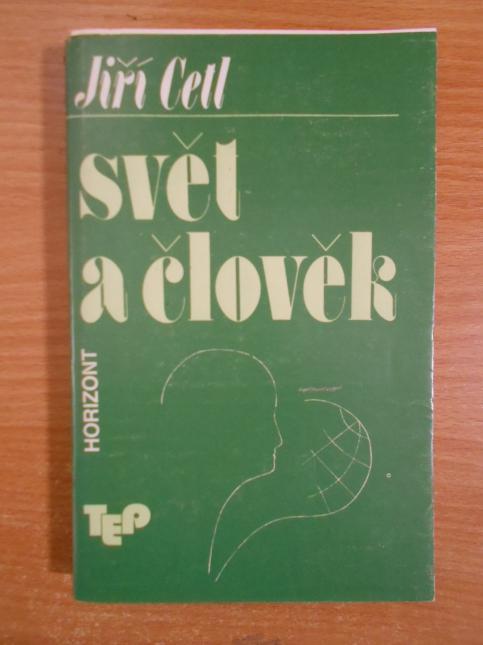 Jiří Cetl
svět
a člověk
HORIZONT
TEP